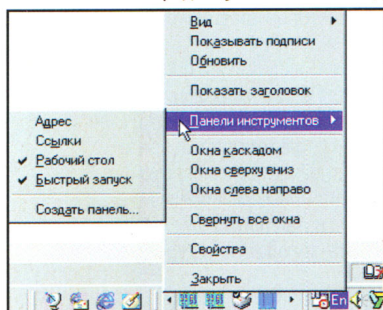 Вид
Показывать подписи
Обновить
Показать заголовок
Панели инструментов
Окна каскадом
Окна сверху вниз
Окна слева направо
Свернуть все окна
Свойства
Закрыть
Адрес
Ссылки
Рабочий стол
Быстрый запуск
Создать панель...
En